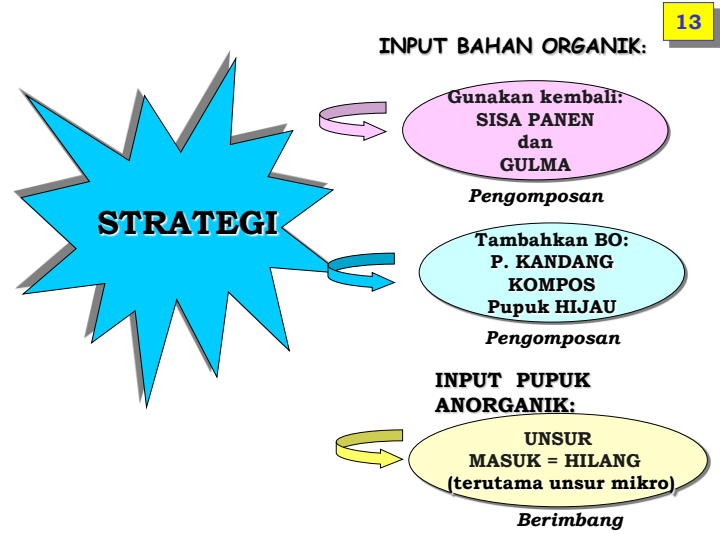 13
INPUT BAHAN ORGANIK:
Gunakan kembali:
SISA PANEN
dan
GULMA
Pengomposan
STRATEGI
Tambahkan BO:
P. KANDANG
KOMPOS
Pupuk HIJAU
Pengomposan
INPUT PUPUK
ANORGANIK:
UNSUR
MASUK = HILANG
(terutama unsur mikro)
Berimbang